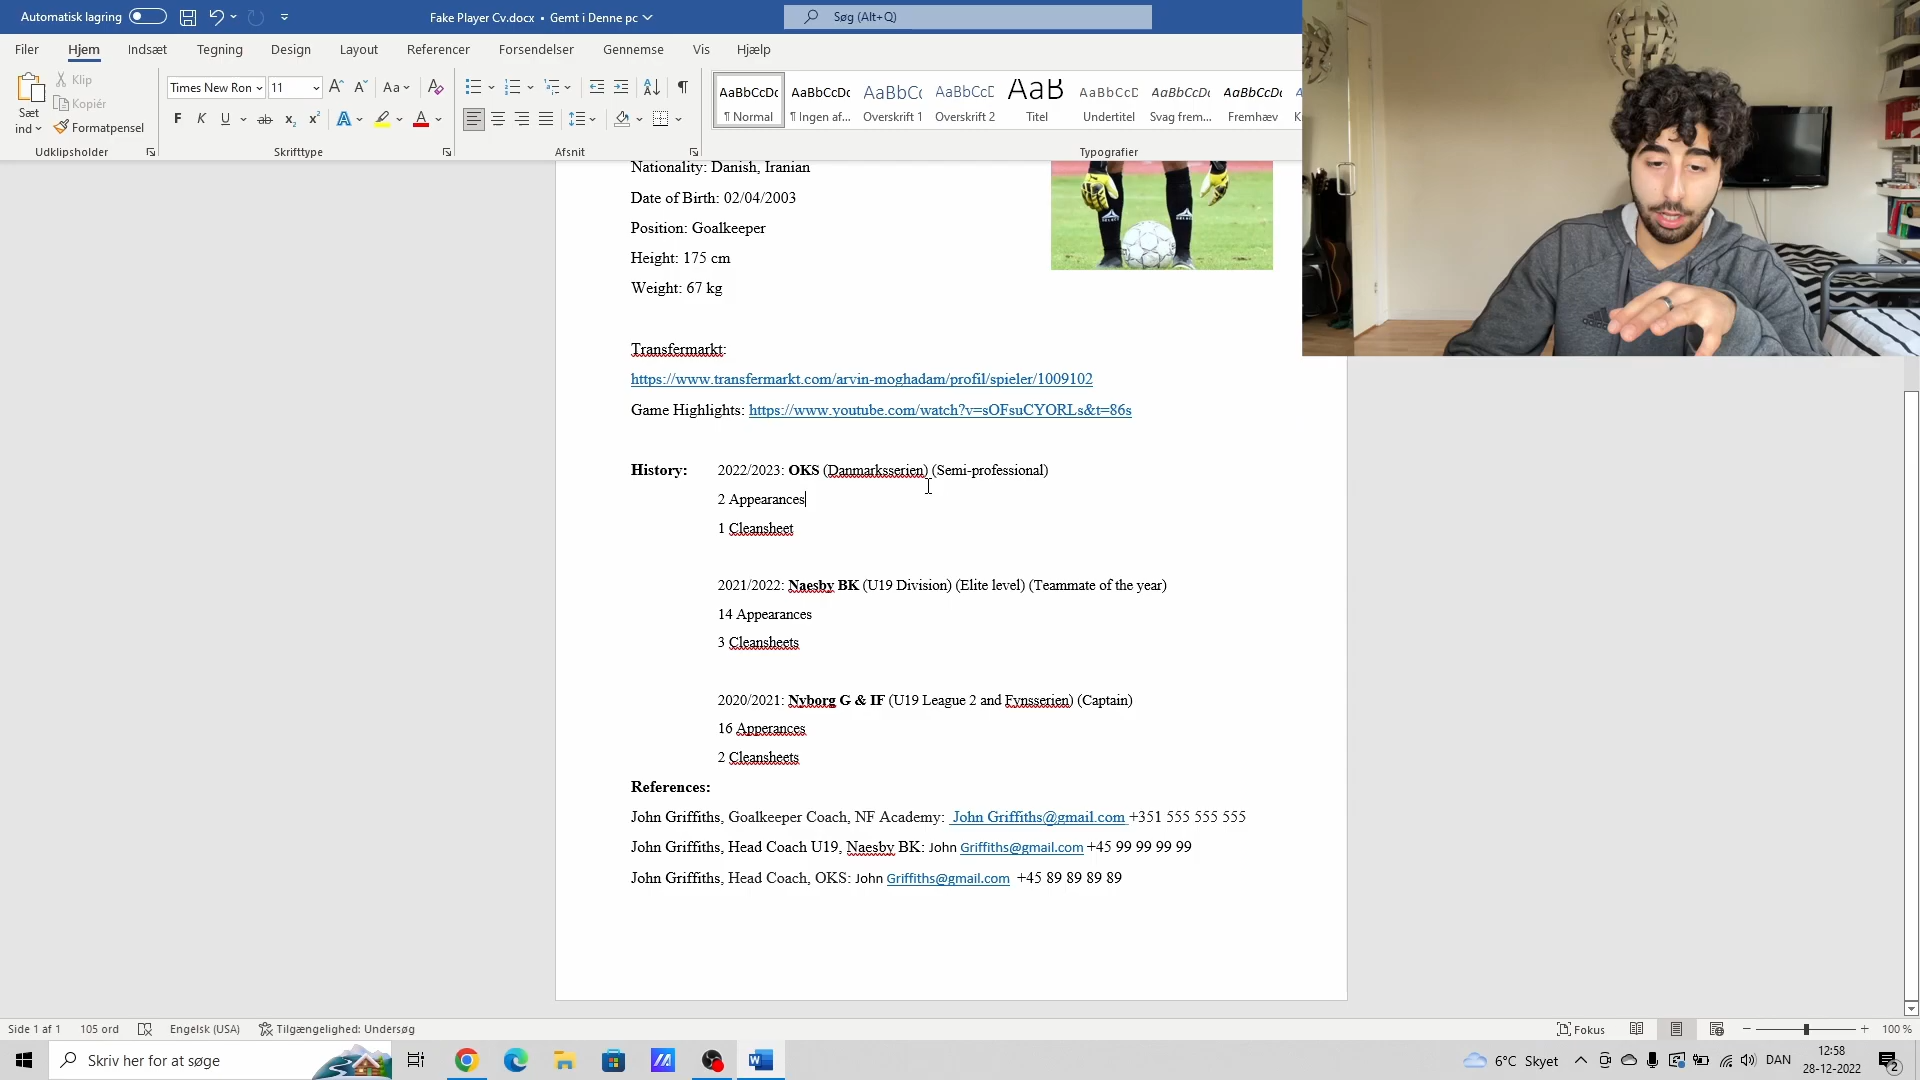 Automatisk lagring
Fake Player Cv.docx • Gemt i Denne pc
Søg (Alt+Q)
Filer Hjem Indsæt Tegning Design Layout Referencer Forsendelser Gennemse Vis Hjælp
Sæt ind
Klip
Kopiér
Formatpensel
Udklipsholder
Times New Ron 11
Skrifttype
Afsnit
AaBbCcDc AaBbCcDc AaBbCc AaBbCcD AaB AaBbCcD AaBbCcDc AaBbCcDc
¶ Normal ¶ Ingen af... Overskrift 1 Overskrift 2 Titel Undertitel Svag frem... Fremhæv
Typografier
Nationality: Danish, Iranian
Date of Birth: 02/04/2003
Position: Goalkeeper
Height: 175 cm
Weight: 67 kg
Transfermarkt:
https://www.transfermarkt.com/arvin-moghadam/profil/spieler/1009102
Game Highlights: https://www.youtube.com/watch?v=sOFsuCYORLs&t=86s
History: 2022/2023: OKS (Danmarksserien) (Semi-professional)
2 Appearances
1 Cleansheet
2021/2022: Naesby BK (U19 Division) (Elite level) (Teammate of the year)
14 Appearances
3 Cleansheets
2020/2021: Nyborg G & IF (U19 League 2 and Fynsserien) (Captain)
16 Apperances
2 Cleansheets
References:
John Griffiths, Goalkeeper Coach, NF Academy: John Griffiths@gmail.com +351 555 555 555
John Griffiths, Head Coach U19, Naesby BK: John Griffiths@gmail.com +45 99 99 99 99
John Griffiths, Head Coach, OKS: John Griffiths@gmail.com +45 89 89 89 89
Side 1 af 1 105 ord Engelsk (USA) Tilgængelighed: Undersøg
Fokus
100 %
Skriv her for at søge
6°C Skyet
DAN
12:58
28-12-2022
2